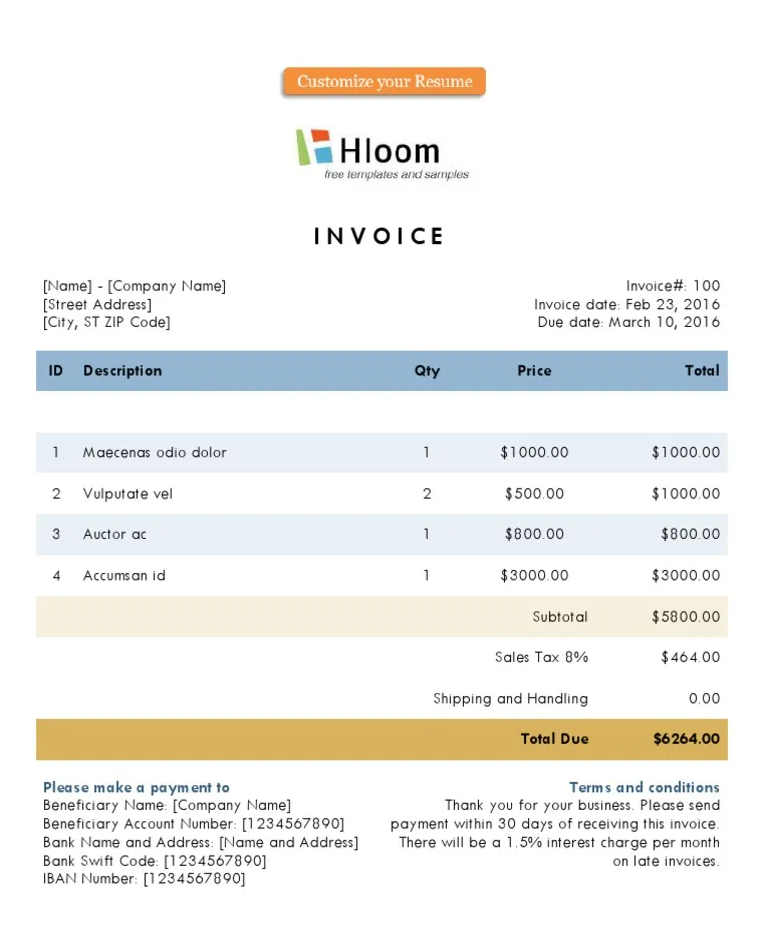 Customize your Resume
Hloom
free templates and samples
INVOICE
[Name] - [Company Name]
[Street Address]
[City, ST ZIP Code]
Invoice#: 100
Invoice date: Feb 23, 2016
Due date: March 10, 2016
ID Description Qty Price Total
1 Maecenas odio dolor 1 $1000.00 $1000.00
2 Vulputate vel 2 $500.00 $1000.00
3 Auctor ac 1 $800.00 $800.00
4 Accumsan id 1 $3000.00 $3000.00
Subtotal $5800.00
Sales Tax 8% $464.00
Shipping and Handling 0.00
Total Due $6264.00
Please make a payment to
Beneficiary Name: [Company Name]
Beneficiary Account Number: [1234567890]
Bank Name and Address: [Name and Address]
Bank Swift Code: [1234567890]
IBAN Number: [1234567890]
Terms and conditions
Thank you for your business. Please send
payment within 30 days of receiving this invoice.
There will be a 1.5% interest charge per month
on late invoices.